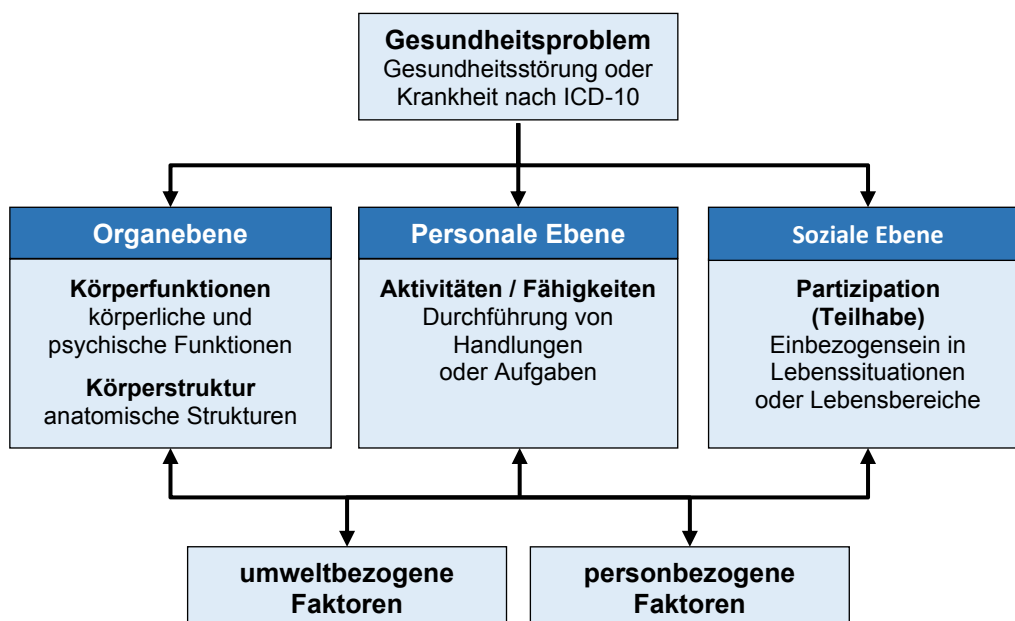 Gesundheitsproblem
Gesundheitsstörung oder
Krankheit nach ICD-10
Organebene
Körperfunktionen
körperliche und
psychische Funktionen
Körperstruktur
anatomische Strukturen
Personale Ebene
Aktivitäten / Fähigkeiten
Durchführung von
Handlungen
oder Aufgaben
Soziale Ebene
Partizipation
(Teilhabe)
Einbezogensein in
Lebenssituationen
oder Lebensbereiche
umweltbezogene
Faktoren
personbezogene
Faktoren